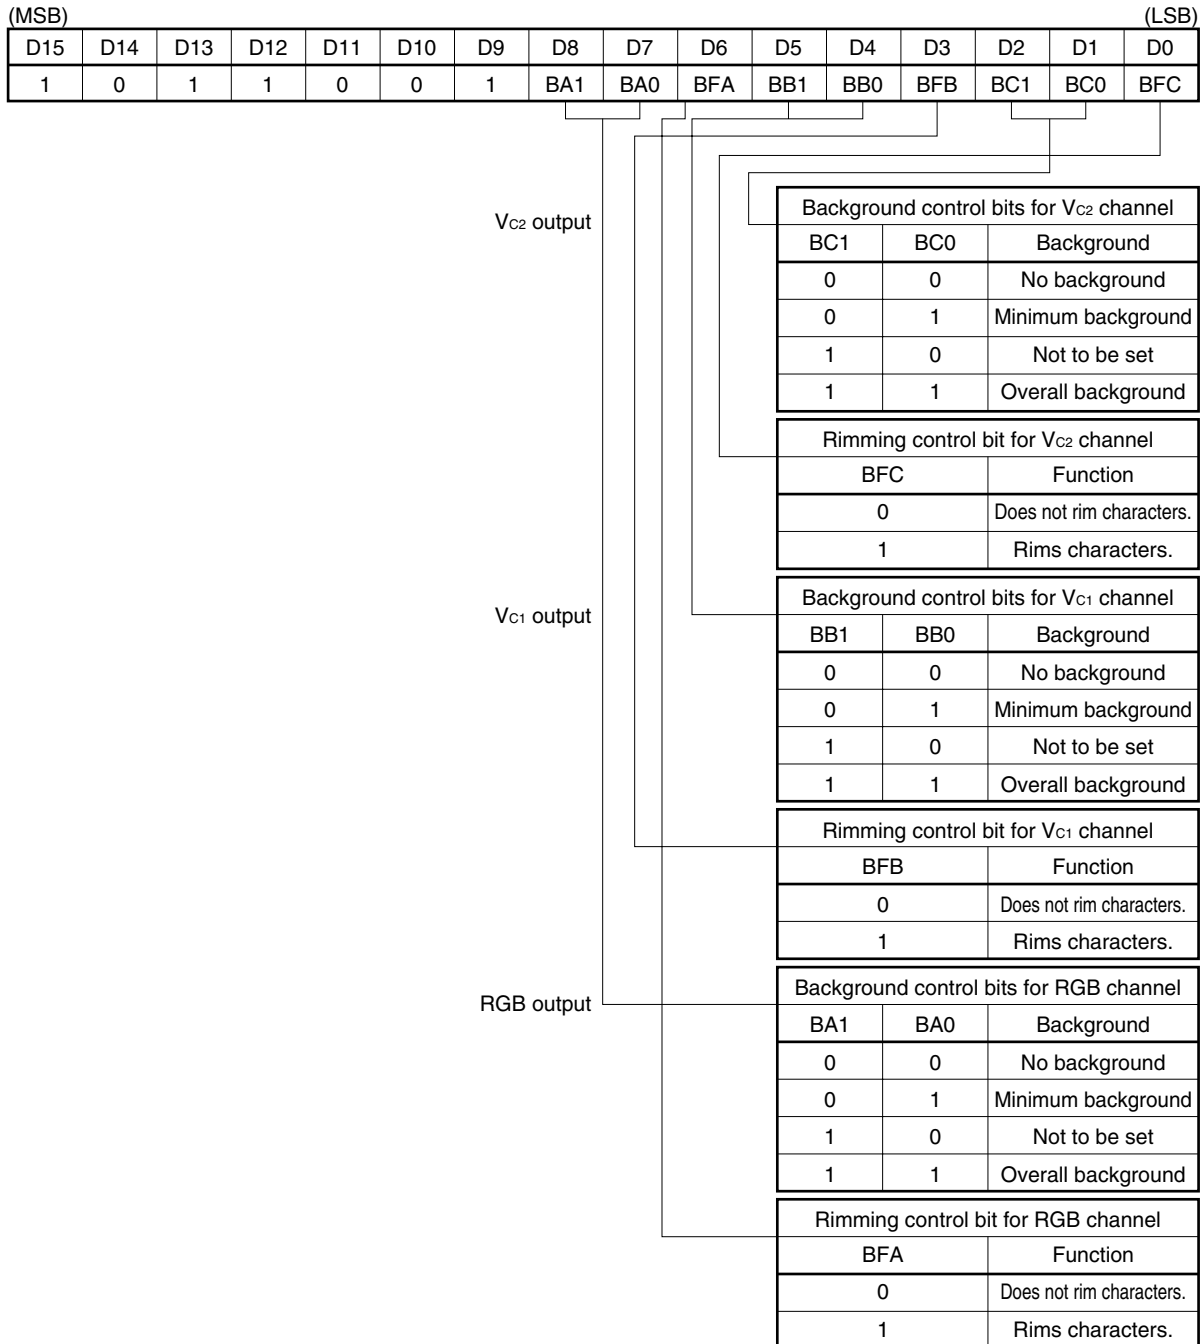 (MSB) (LSB)
D15 D14 D13 D12 D11 D10 D9 D8 D7 D6 D5 D4 D3 D2 D1 D0
1 0 1 1 0 0 1 BA1 BA0 BFA BB1 BB0 BFB BC1 BC0 BFC
VC2 output
Background control bits for VC2 channel
BC1 BC0 Background
0 0 No background
0 1 Minimum background
1 0 Not to be set
1 1 Overall background
Rimming control bit for VC2 channel
BFC Function
0 Does not rim characters.
1 Rims characters.
VC1 output
Background control bits for VC1 channel
BB1 BB0 Background
0 0 No background
0 1 Minimum background
1 0 Not to be set
1 1 Overall background
Rimming control bit for VC1 channel
BFB Function
0 Does not rim characters.
1 Rims characters.
RGB output
Background control bits for RGB channel
BA1 BA0 Background
0 0 No background
0 1 Minimum background
1 0 Not to be set
1 1 Overall background
Rimming control bit for RGB channel
BFA Function
0 Does not rim characters.
1 Rims characters.